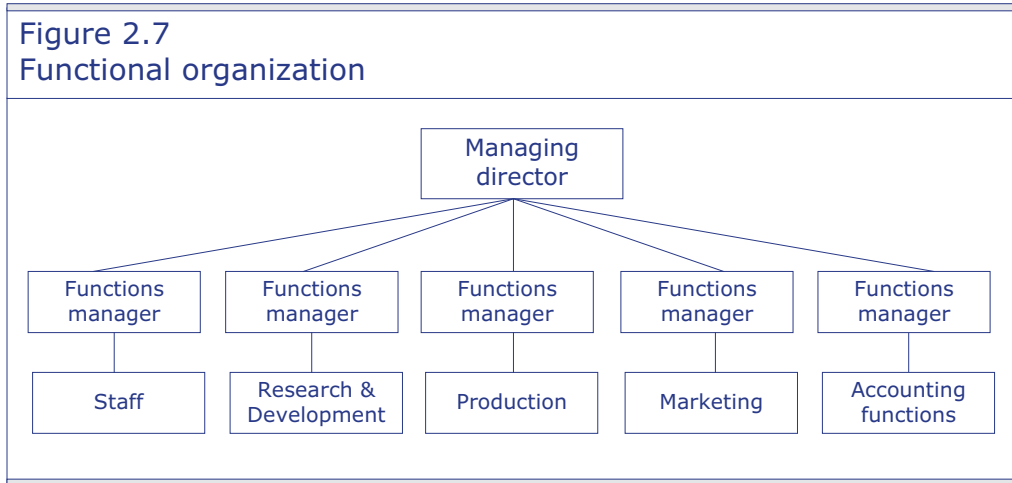 Figure 2.7
Functional organization
Managing
director
Functions
manager
Functions
manager
Functions
manager
Functions
manager
Functions
manager
Staff
Research &
Development
Production
Marketing
Accounting
functions